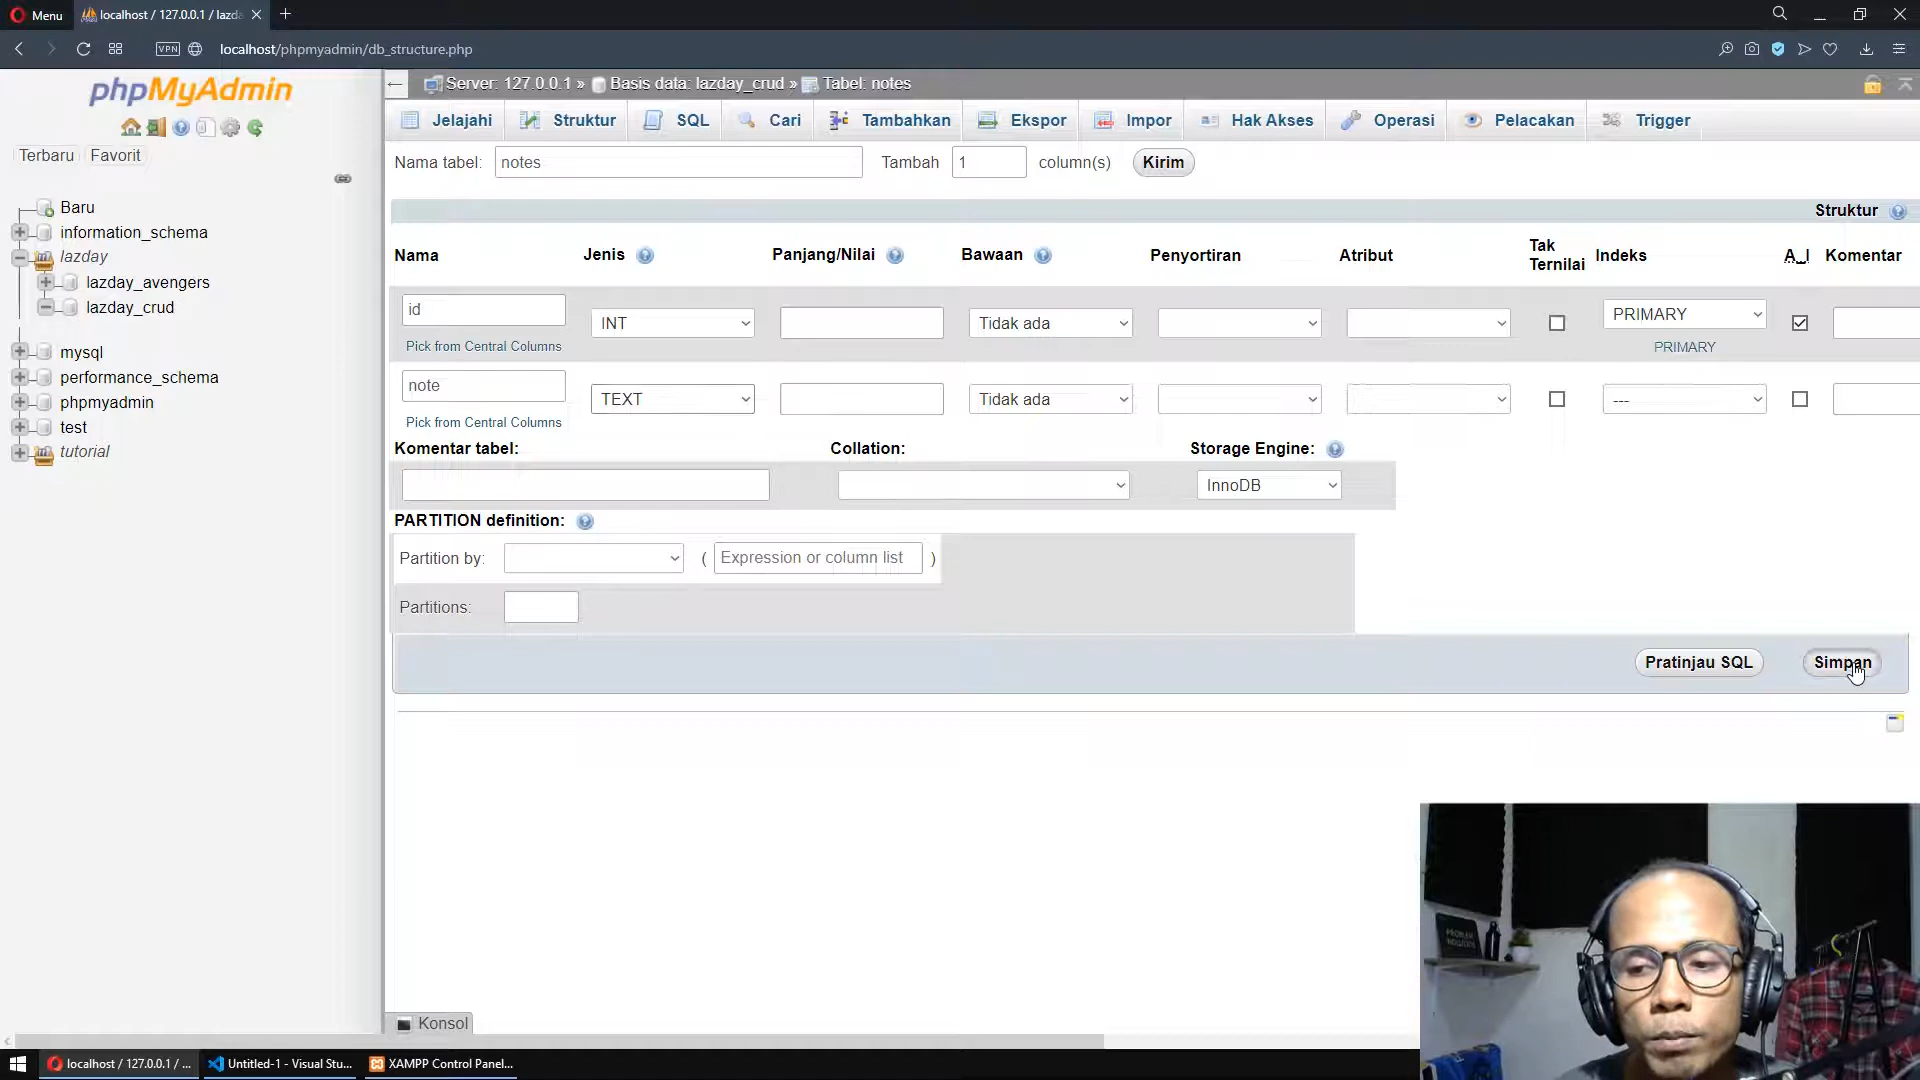 Menu
localhost / 127.0.0.1 / lazda
VPN
localhost/phpmyadmin/db_structure.php
phpMyAdmin
Terbaru Favorit
Baru
information_schema
lazday
lazday_avengers
lazday_crud
mysql
performance_schema
phpmyadmin
test
tutorial
Server: 127.0.0.1 » Basis data: lazday_crud » Tabel: notes
Jelajahi Struktur SQL Cari Tambahkan Ekspor Impor Hak Akses Operasi Pelacakan Trigger
Nama tabel: notes Tambah 1 column(s) Kirim
Struktur
Nama Jenis Panjang/Nilai Bawaan Penyortiran Atribut Tak Ternilai Indeks A_I Komentar
id INT Tidak ada PRIMARY
Pick from Central Columns PRIMARY
note TEXT Tidak ada ---
Pick from Central Columns
Komentar tabel: Collation: Storage Engine:
InnoDB
PARTITION definition:
Partition by: ( Expression or column list )
Partitions:
Pratinjau SQL Simpan
Konsol
localhost / 127.0.0.1 / ... Untitled-1 - Visual Stu... XAMPP Control Panel...